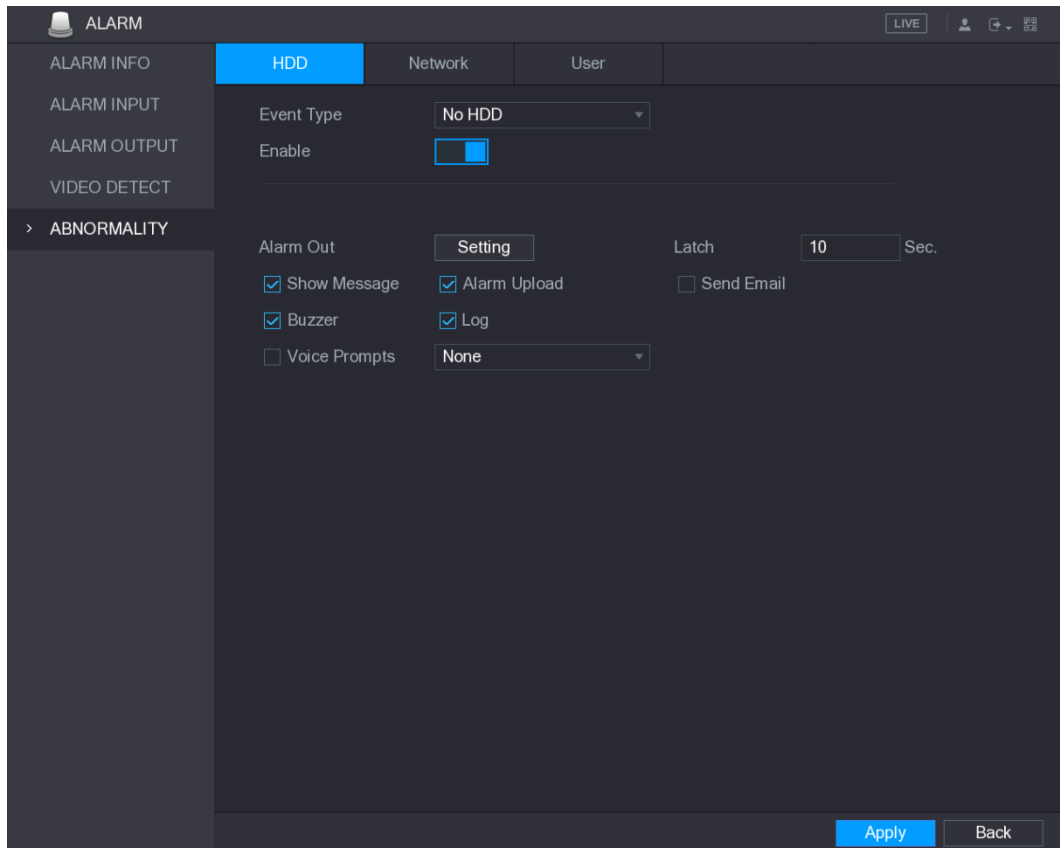 ALARM
LIVE
ALARM INFO
ALARM INPUT
ALARM OUTPUT
VIDEO DETECT
> ABNORMALITY
HDD Network User
Event Type No HDD
Enable
Alarm Out Setting Latch 10 Sec.
Show Message Alarm Upload Send Email
Buzzer Log
Voice Prompts None
Apply Back